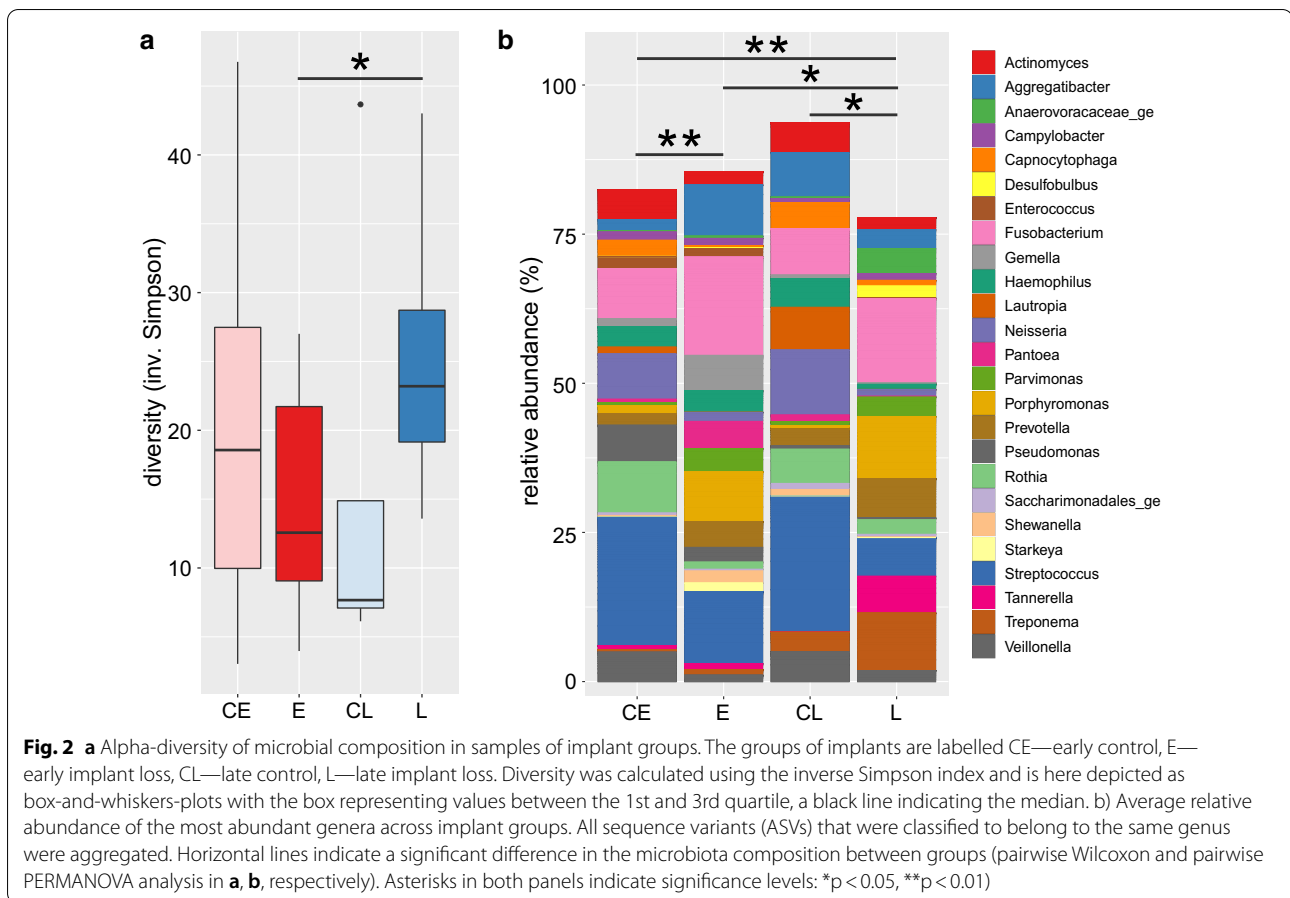 a
b
*
**
*
*
**
diversity (inv. Simpson)
40
30
20
10
CE E CL L
relative abundance (%)
100
75
50
25
0
CE E CL L
Actinomyces
Aggregatibacter
Anaerovoracaceae_ge
Campylobacter
Capnocytophaga
Desulfobulbus
Enterococcus
Fusobacterium
Gemella
Haemophilus
Lautropia
Neisseria
Pantoea
Parvimonas
Porphyromonas
Prevotella
Pseudomonas
Rothia
Saccharimonadales_ge
Shewanella
Starkeya
Streptococcus
Tannerella
Treponema
Veillonella
Fig. 2 a Alpha-diversity of microbial composition in samples of implant groups. The groups of implants are labelled CE—early control, E—
early implant loss, CL—late control, L—late implant loss. Diversity was calculated using the inverse Simpson index and is here depicted as
box-and-whiskers-plots with the box representing values between the 1st and 3rd quartile, a black line indicating the median. b) Average relative
abundance of the most abundant genera across implant groups. All sequence variants (ASVs) that were classified to belong to the same genus
were aggregated. Horizontal lines indicate a significant difference in the microbiota composition between groups (pairwise Wilcoxon and pairwise
PERMANOVA analysis in a, b, respectively). Asterisks in both panels indicate significance levels: *p < 0.05, **p < 0.01)